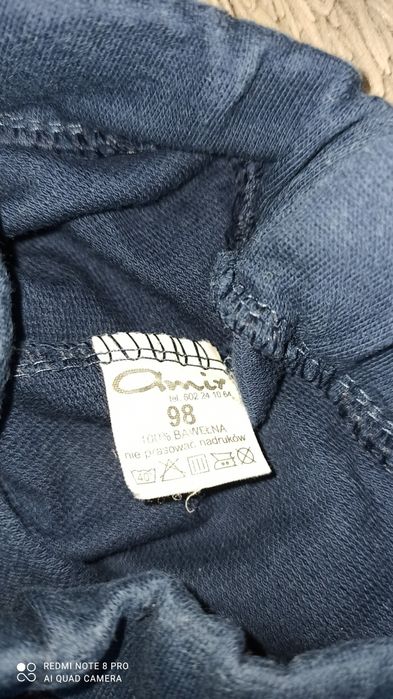 amir
tel. 602 24 10 64
98
100% BAWEŁNA
nie prasować nadruków
40°
REDMI NOTE 8 PRO
AI QUAD CAMERA